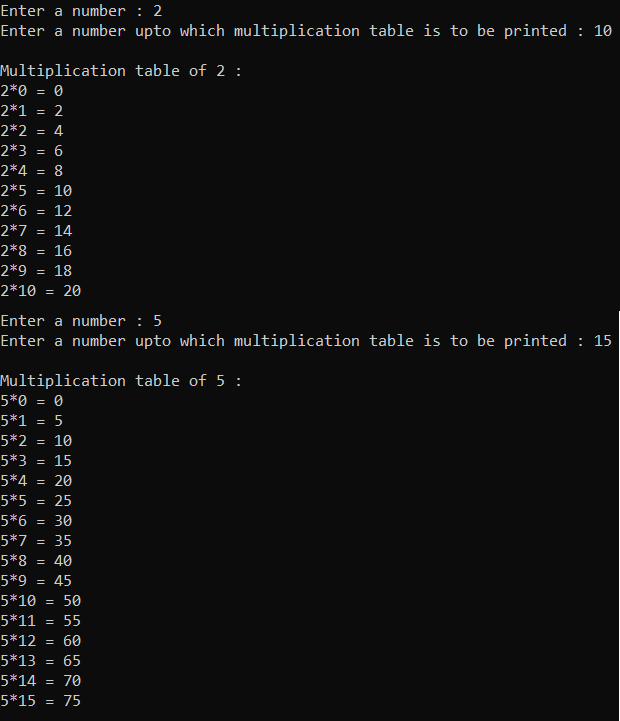 Enter a number : 2
Enter a number upto which multiplication table is to be printed : 10
Multiplication table of 2 :
2*0 = 0
2*1 = 2
2*2 = 4
2*3 = 6
2*4 = 8
2*5 = 10
2*6 = 12
2*7 = 14
2*8 = 16
2*9 = 18
2*10 = 20
Enter a number : 5
Enter a number upto which multiplication table is to be printed : 15
Multiplication table of 5 :
5*0 = 0
5*1 = 5
5*2 = 10
5*3 = 15
5*4 = 20
5*5 = 25
5*6 = 30
5*7 = 35
5*8 = 40
5*9 = 45
5*10 = 50
5*11 = 55
5*12 = 60
5*13 = 65
5*14 = 70
5*15 = 75